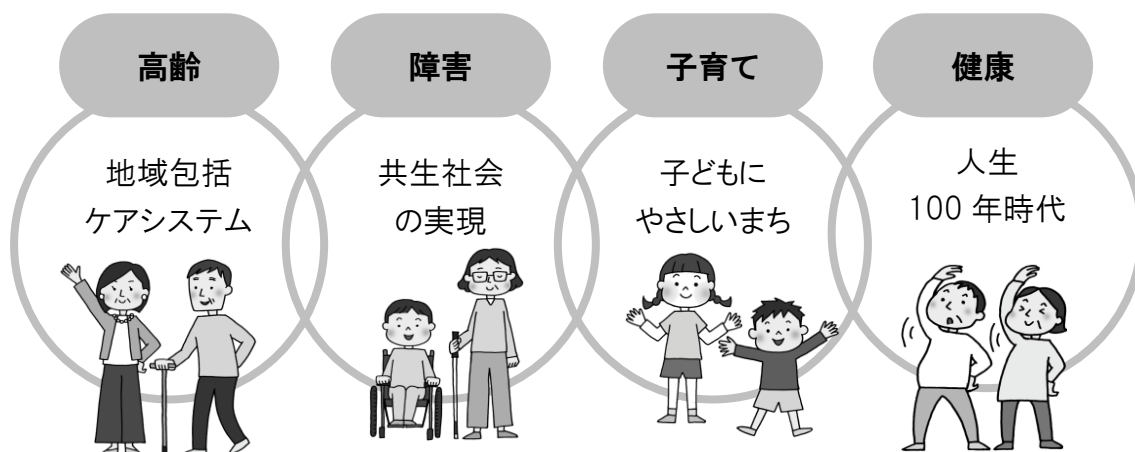 高齢
地域包括
ケアシステム
障害
共生社会
の実現
子育て
子どもに
やさしいまち
健康
人生
100 年時代